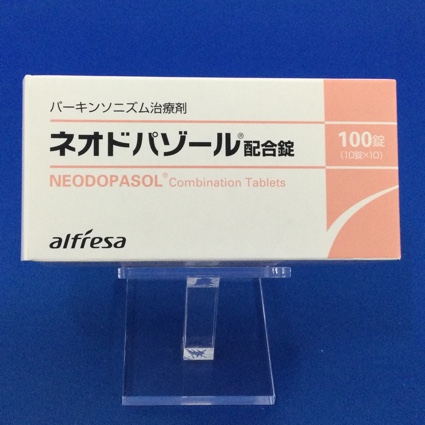 パーキンソニズム治療剤
ネオドパゾール®配合錠
100錠
(10錠×10)
NEODOPASOL® Combination Tablets
alfresa